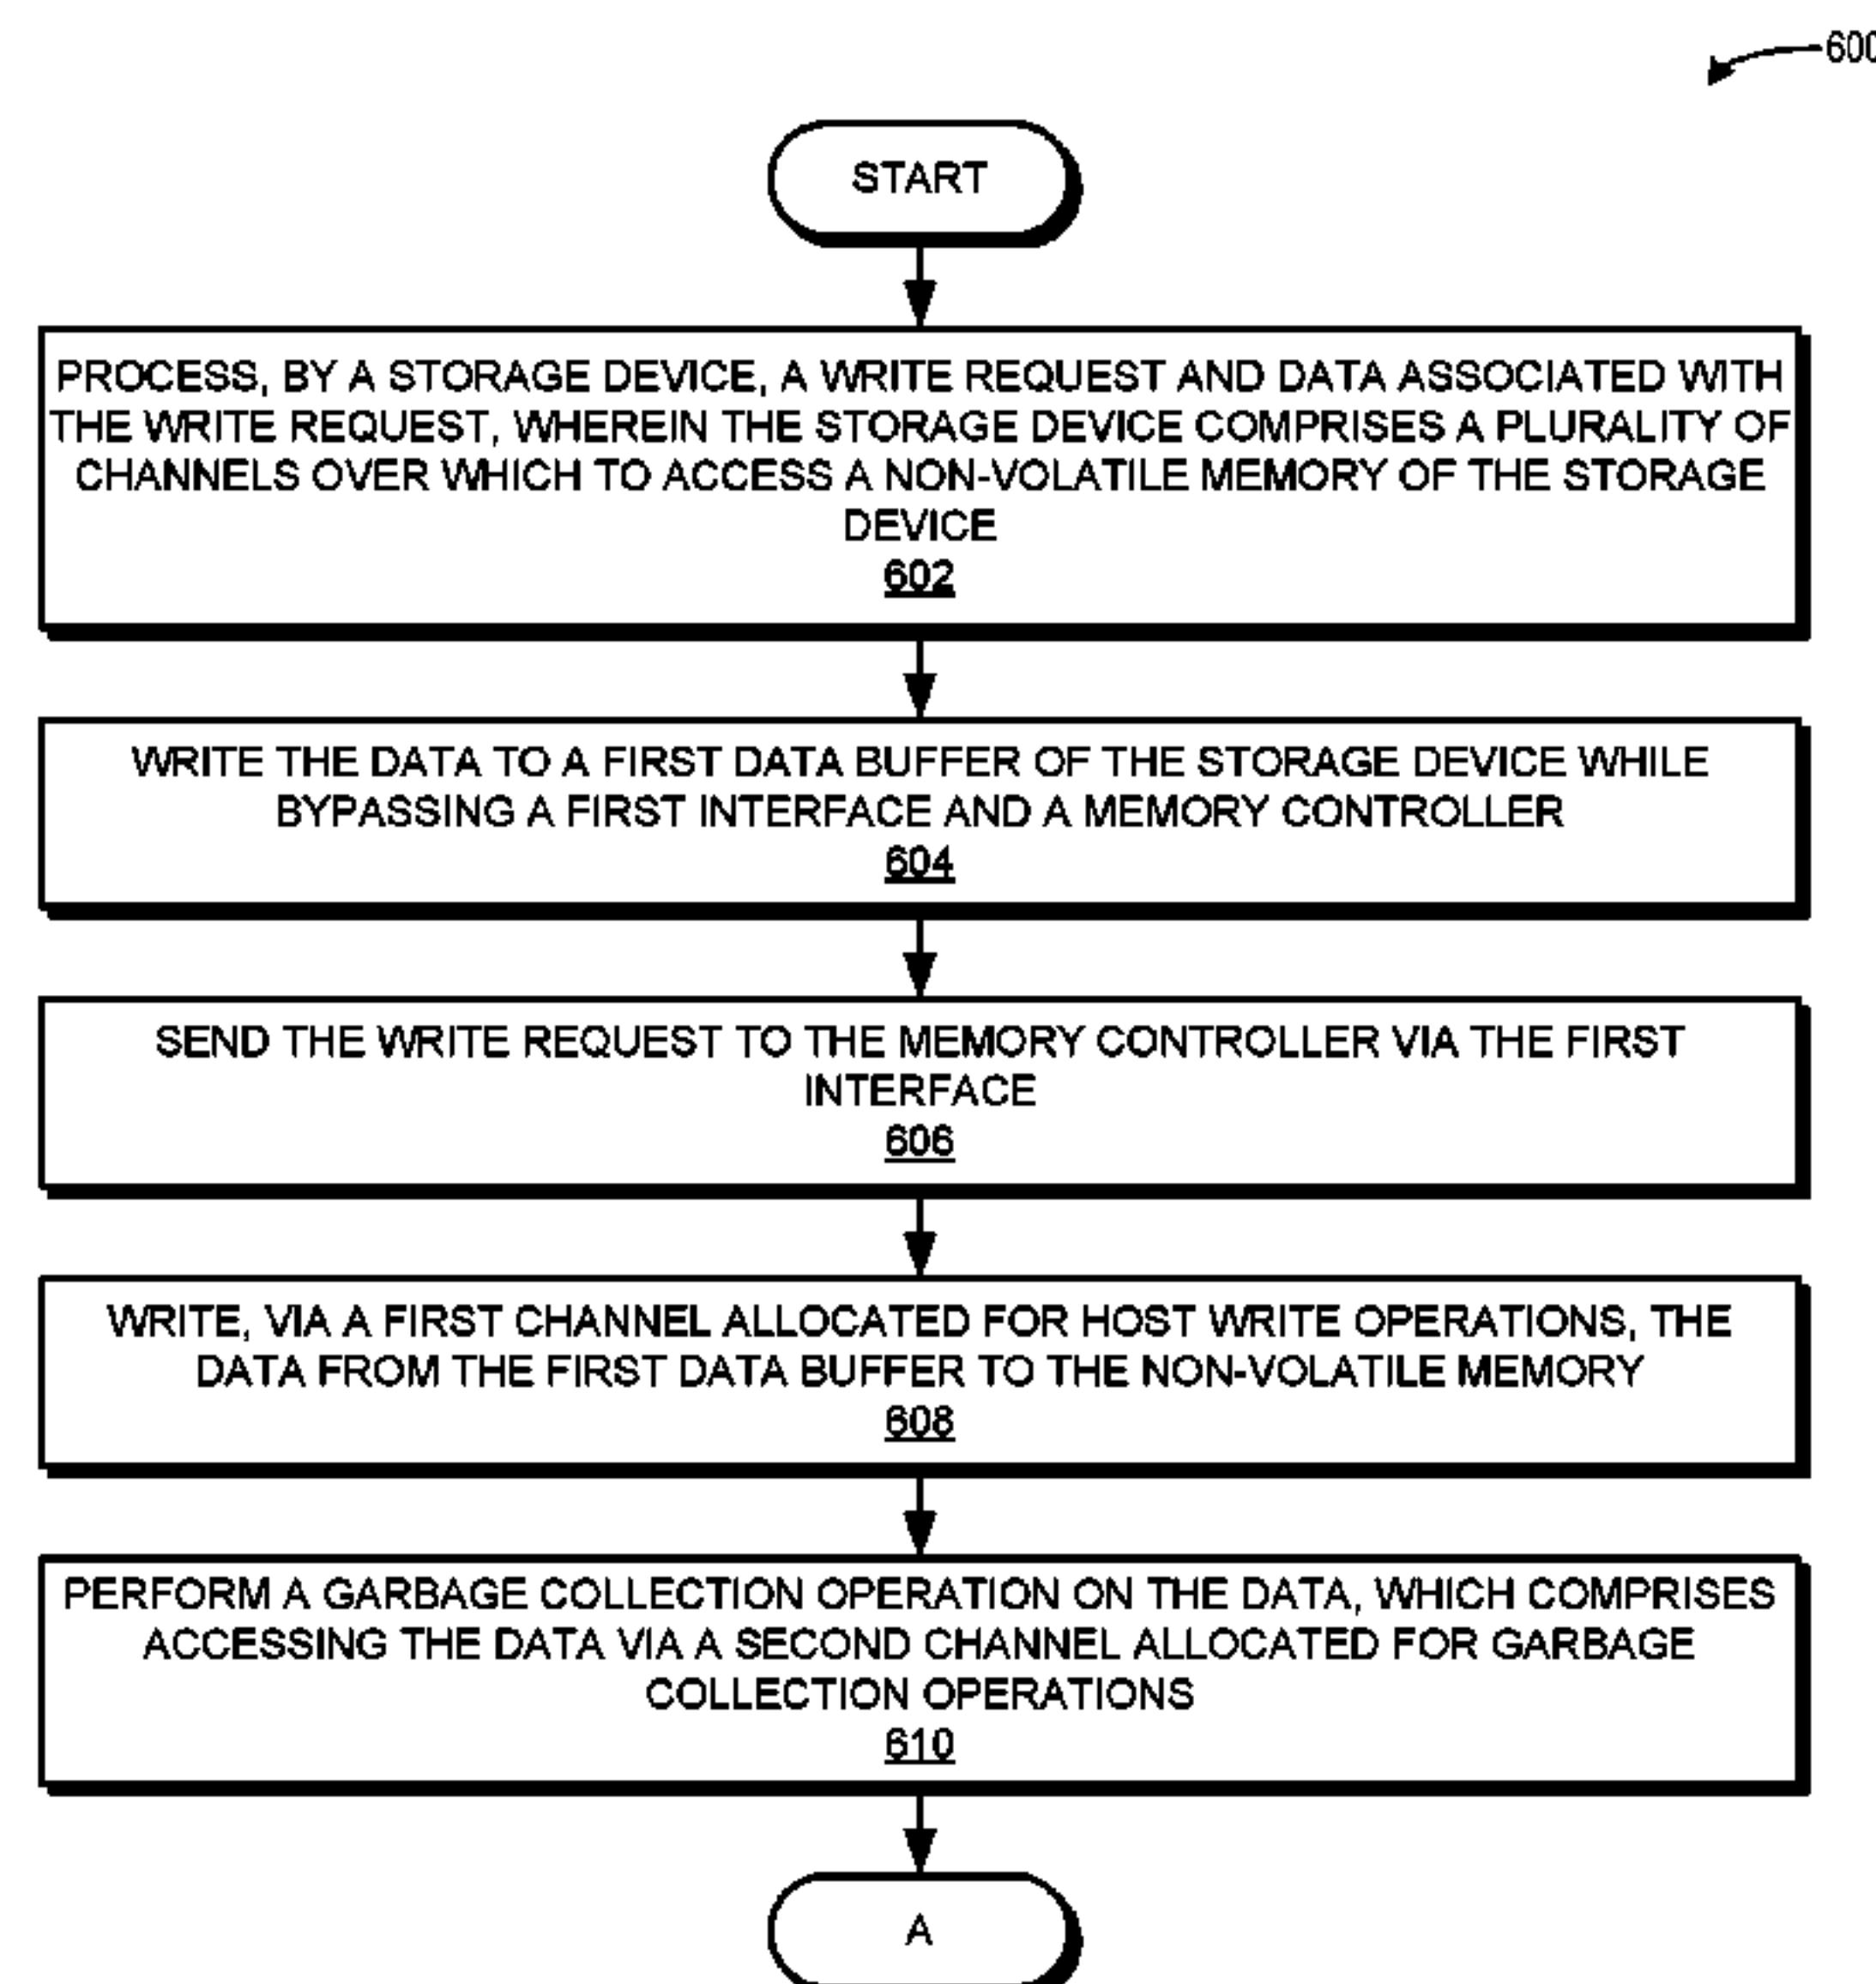 600
START
PROCESS, BY A STORAGE DEVICE, A WRITE REQUEST AND DATA ASSOCIATED WITH
THE WRITE REQUEST, WHEREIN THE STORAGE DEVICE COMPRISES A PLURALITY OF
CHANNELS OVER WHICH TO ACCESS A NON-VOLATILE MEMORY OF THE STORAGE
DEVICE
602
WRITE THE DATA TO A FIRST DATA BUFFER OF THE STORAGE DEVICE WHILE
BYPASSING A FIRST INTERFACE AND A MEMORY CONTROLLER
604
SEND THE WRITE REQUEST TO THE MEMORY CONTROLLER VIA THE FIRST
INTERFACE
606
WRITE, VIA A FIRST CHANNEL ALLOCATED FOR HOST WRITE OPERATIONS, THE
DATA FROM THE FIRST DATA BUFFER TO THE NON-VOLATILE MEMORY
608
PERFORM A GARBAGE COLLECTION OPERATION ON THE DATA, WHICH COMPRISES
ACCESSING THE DATA VIA A SECOND CHANNEL ALLOCATED FOR GARBAGE
COLLECTION OPERATIONS
610
A